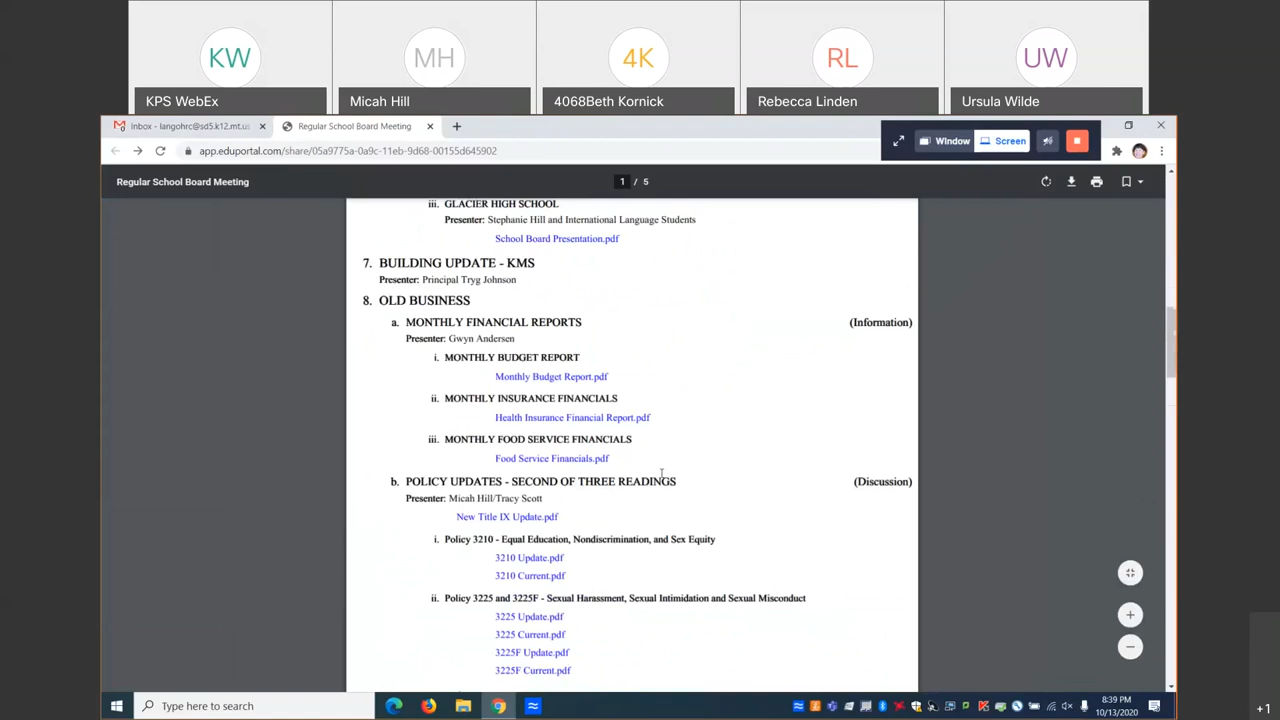 KW
MH
4K
RL
UW
KPS WebEx
Micah Hill
4068Beth Kornick
Rebecca Linden
Ursula Wilde
Inbox - langohrc@sd5.k12.mt.us
Regular School Board Meeting
Window
Screen
app.eduportal.com/share/05a9775a-0a9c-11eb-9d68-00155d645902
Regular School Board Meeting
1 / 5
iii. GLACIER HIGH SCHOOL
Presenter: Stephanie Hill and International Language Students
School Board Presentation.pdf
7. BUILDING UPDATE - KMS
Presenter: Principal Tryg Johnson
8. OLD BUSINESS
a. MONTHLY FINANCIAL REPORTS (Information)
Presenter: Gwyn Andersen
i. MONTHLY BUDGET REPORT
Monthly Budget Report.pdf
ii. MONTHLY INSURANCE FINANCIALS
Health Insurance Financial Report.pdf
iii. MONTHLY FOOD SERVICE FINANCIALS
Food Service Financials.pdf
b. POLICY UPDATES - SECOND OF THREE READINGS (Discussion)
Presenter: Micah Hill/Tracy Scott
New Title IX Update.pdf
i. Policy 3210 - Equal Education, Nondiscrimination, and Sex Equity
3210 Update.pdf
3210 Current.pdf
ii. Policy 3225 and 3225F - Sexual Harassment, Sexual Intimidation and Sexual Misconduct
3225 Update.pdf
3225 Current.pdf
3225F Update.pdf
3225F Current.pdf
Type here to search
8:39 PM
10/13/2020
+1